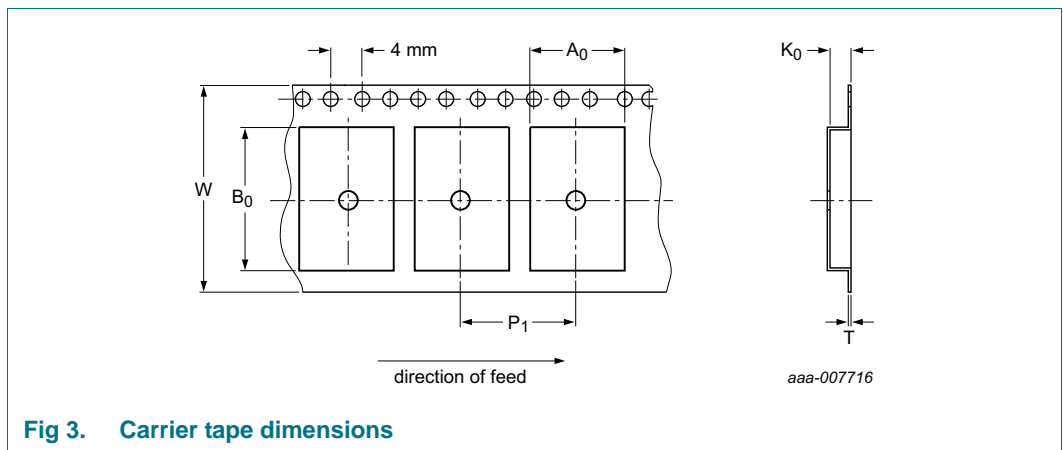 4 mm
A0
K0
W
B0
P1
T
direction of feed
aaa-007716
Fig 3. Carrier tape dimensions